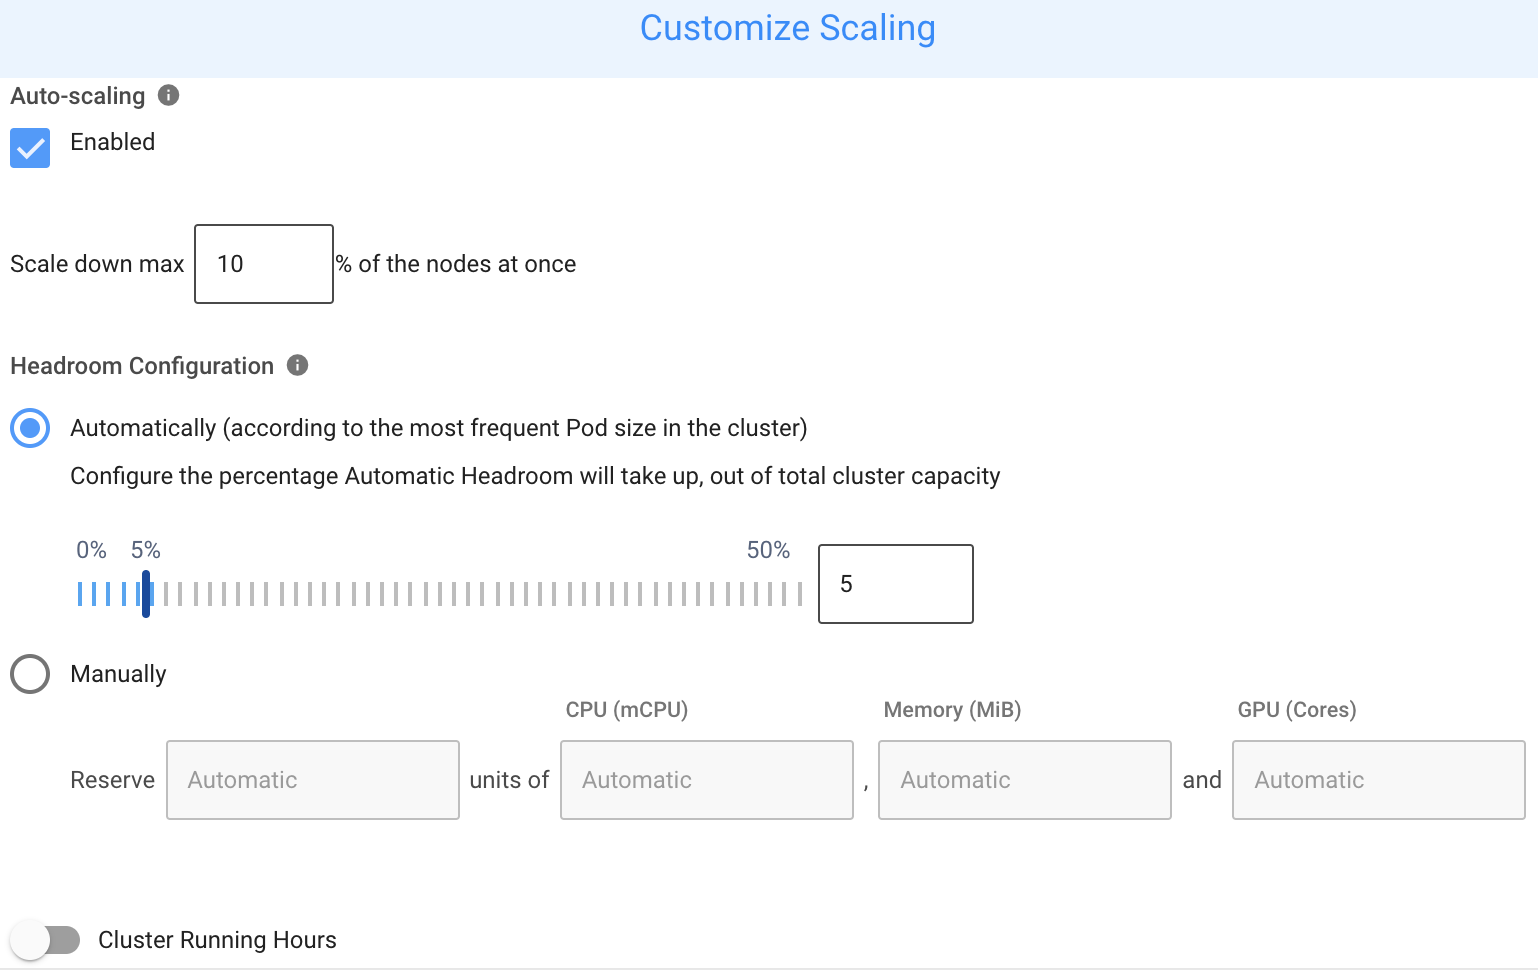 Customize Scaling
Auto-scaling
Enabled
Scale down max 10 % of the nodes at once
Headroom Configuration
Automatically (according to the most frequent Pod size in the cluster)
Configure the percentage Automatic Headroom will take up, out of total cluster capacity
0% 5% 50%
5
Manually
CPU (mCPU) Memory (MiB) GPU (Cores)
Reserve Automatic units of Automatic , Automatic and Automatic
Cluster Running Hours